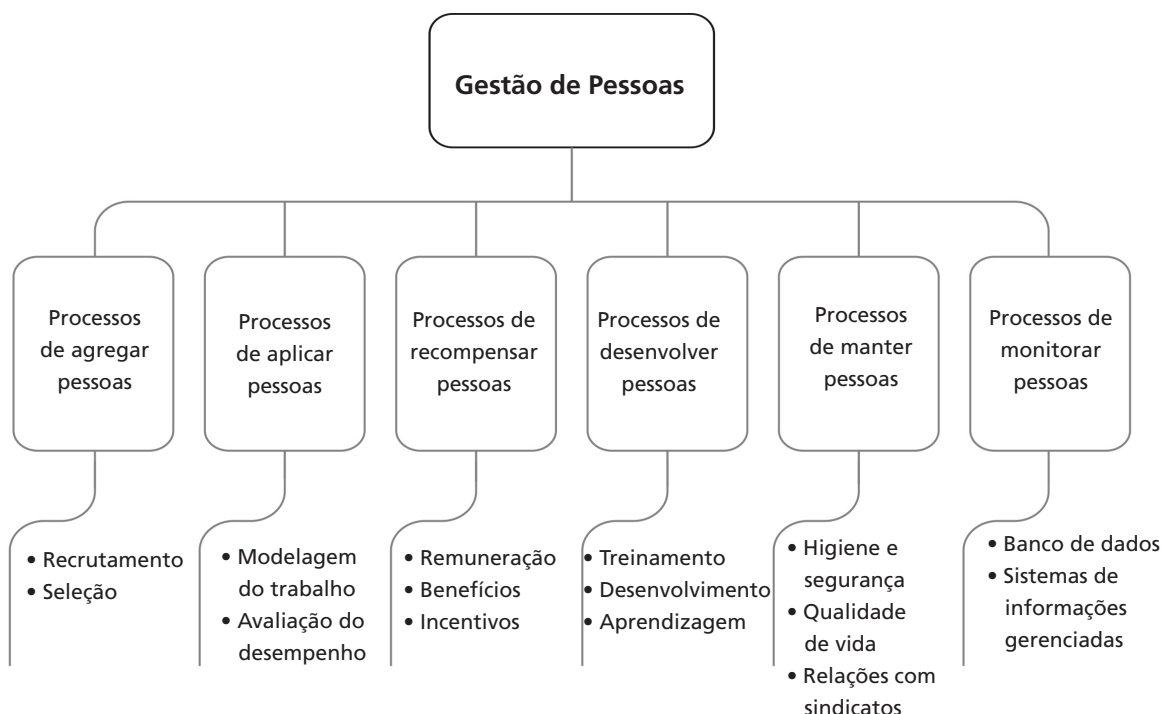 Gestão de Pessoas
Processos
de agregar
pessoas
Processos
de aplicar
pessoas
Processos de
recompensar
pessoas
Processos de
desenvolver
pessoas
Processos
de manter
pessoas
Processos de
monitorar
pessoas
• Recrutamento
• Seleção
• Modelagem
do trabalho
• Avaliação do
desempenho
• Remuneração
• Benefícios
• Incentivos
• Treinamento
• Desenvolvimento
• Aprendizagem
• Higiene e
segurança
• Qualidade
de vida
• Relações com
sindicatos
• Banco de dados
• Sistemas de
informações
gerenciadas